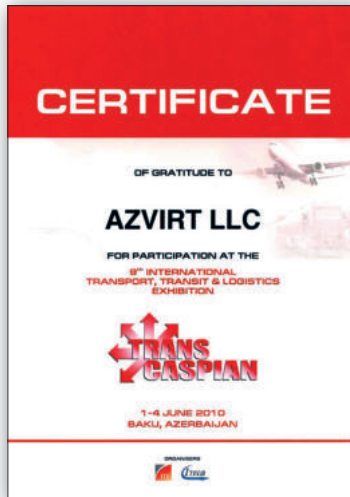 CERTIFICATE
OF GRATITUDE TO
AZVIRT LLC
FOR PARTICIPATION AT THE
9th INTERNATIONAL
TRANSPORT, TRANSIT & LOGISTICS
EXHIBITION
TRANS
CASPIAN
1-4 JUNE 2010
BAKU, AZERBAIJAN
ORGANISERS
ITECA